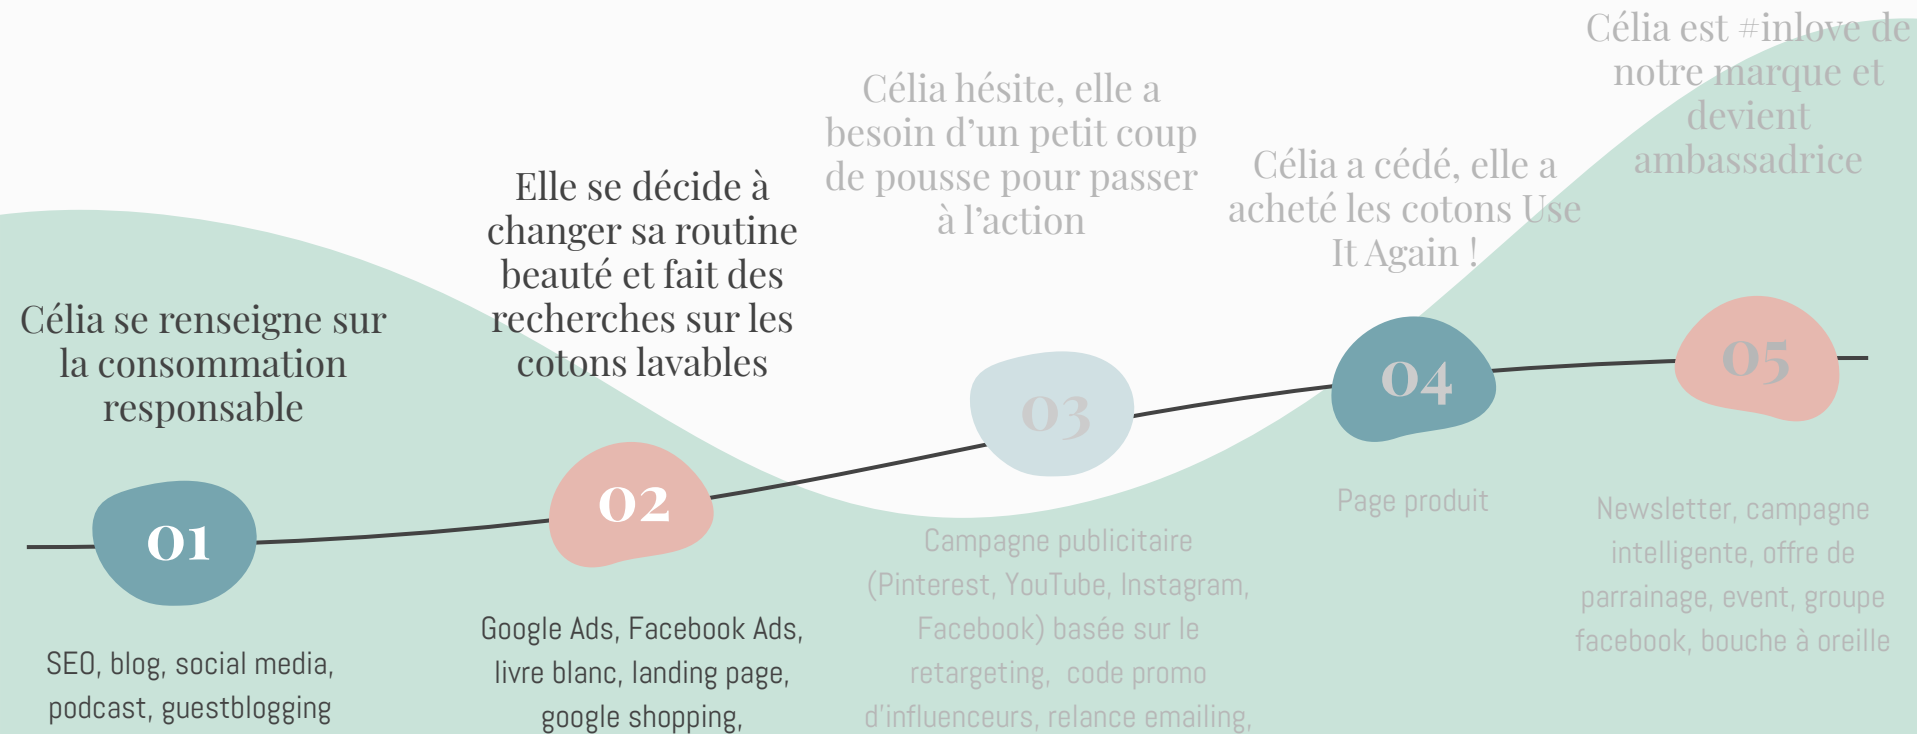 Célia se renseigne sur
la consommation
responsable
01
SEO, blog, social media,
podcast, guestblogging
Elle se décide à
changer sa routine
beauté et fait des
recherches sur les
cotons lavables
02
Google Ads, Facebook Ads,
livre blanc, landing page,
google shopping,
Célia hésite, elle a
besoin d’un petit coup
de pousse pour passer
à l’action
03
Campagne publicitaire
(Pinterest, YouTube, Instagram,
Facebook) basée sur le
retargeting, code promo
d’influenceurs, relance emailing,
Célia a cédé, elle a
acheté les cotons Use
It Again !
04
Page produit
Célia est #inlove de
notre marque et
devient
ambassadrice
05
Newsletter, campagne
intelligente, offre de
parrainage, event, groupe
facebook, bouche à oreille